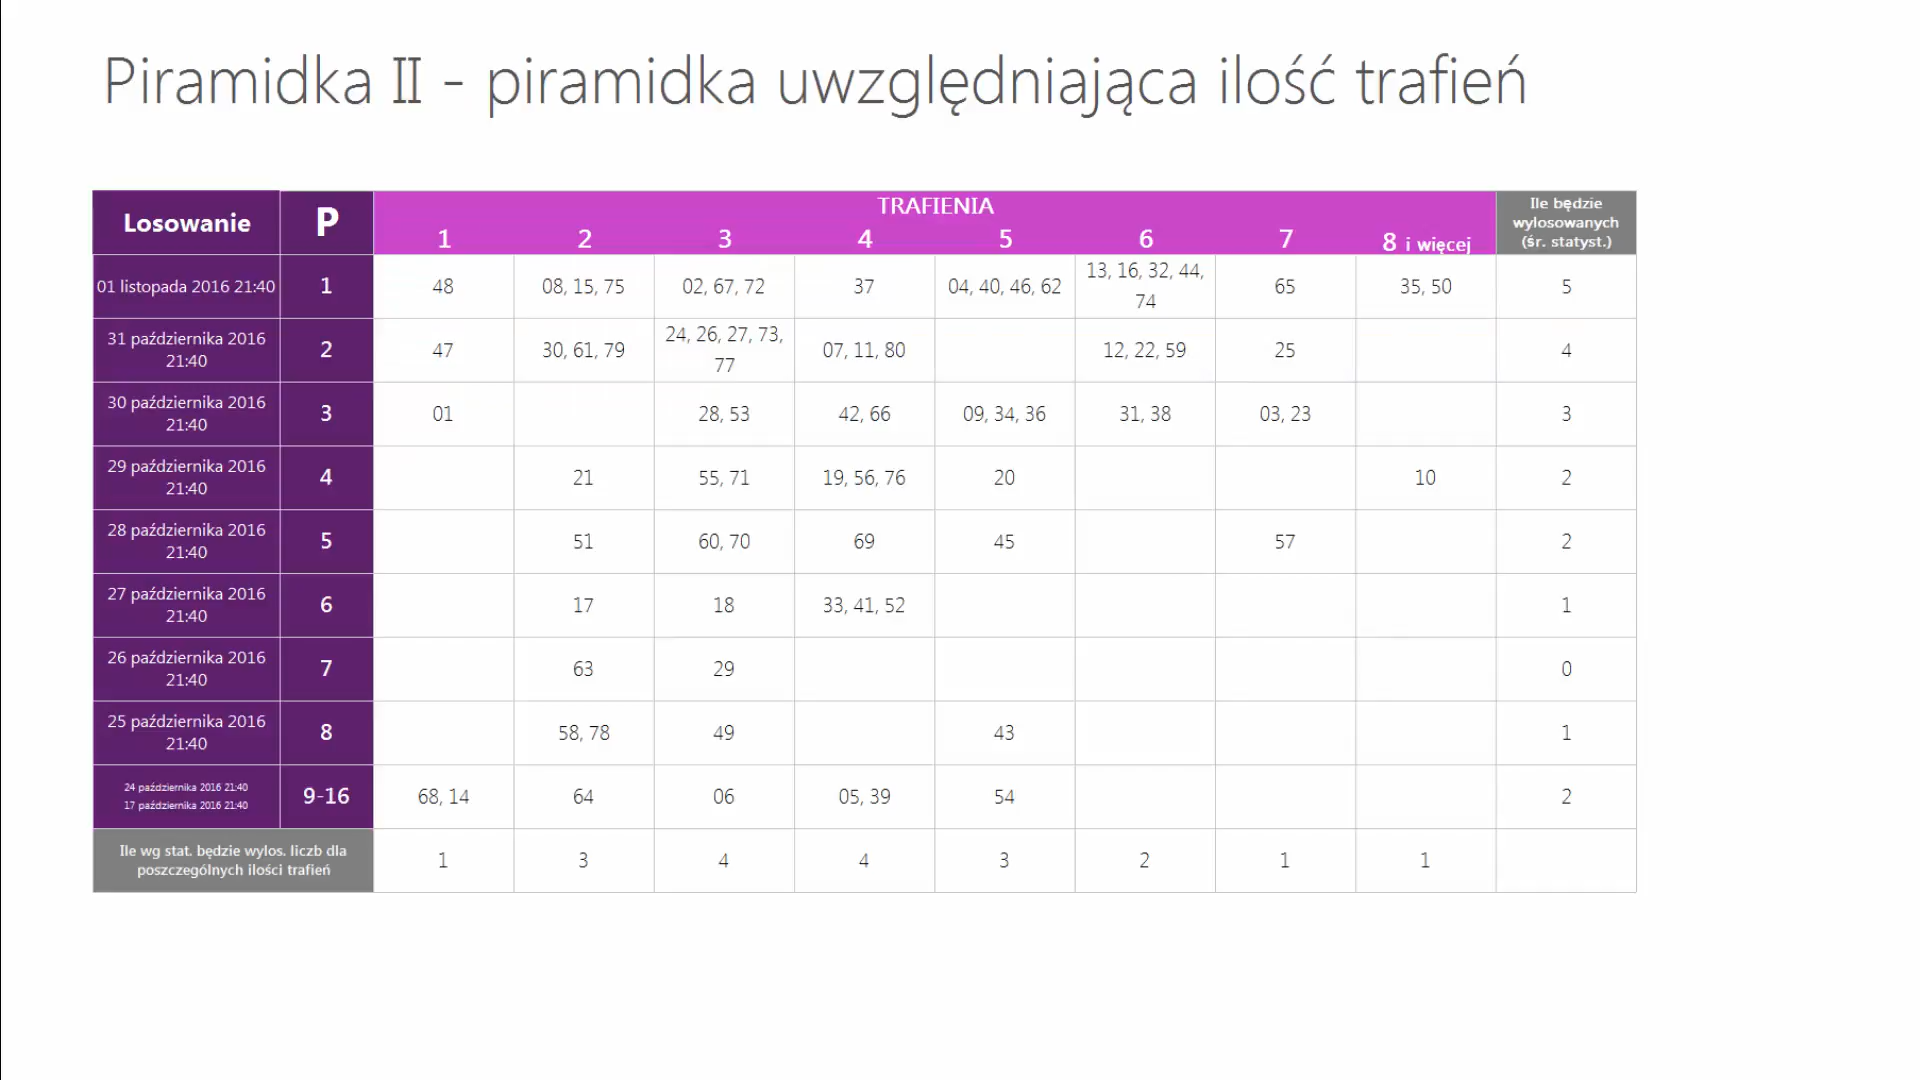 Piramidka II - piramidka uwzględniająca ilość trafień
Losowanie P TRAFIENIA Ile będzie
wylosowanych
(śr. statyst.)
1 2 3 4 5 6 7 8 i więcej
01 listopada 2016 21:40 1 48 08, 15, 75 02, 67, 72 37 04, 40, 46, 62 13, 16, 32, 44,
74 65 35, 50 5
31 października 2016
21:40 2 47 30, 61, 79 24, 26, 27, 73,
77 07, 11, 80 12, 22, 59 25 4
30 października 2016
21:40 3 01 28, 53 42, 66 09, 34, 36 31, 38 03, 23 3
29 października 2016
21:40 4 21 55, 71 19, 56, 76 20 10 2
28 października 2016
21:40 5 51 60, 70 69 45 57 2
27 października 2016
21:40 6 17 18 33, 41, 52 1
26 października 2016
21:40 7 63 29 0
25 października 2016
21:40 8 58, 78 49 43 1
24 października 2016 21:40
17 października 2016 21:40 9-16 68, 14 64 06 05, 39 54 2
Ile wg stat. będzie wylos. liczb dla
poszczególnych ilości trafień 1 3 4 4 3 2 1 1